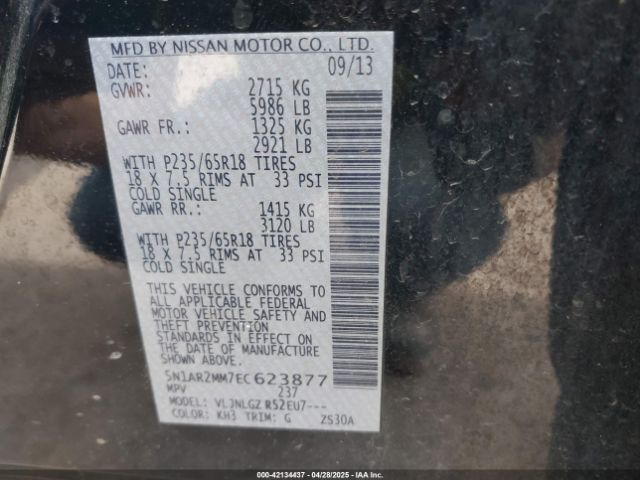 MFD BY NISSAN MOTOR CO., LTD.
DATE: 09/13
GVWR: 2715 KG
5986 LB
GAWR FR.: 1325 KG
2921 LB
WITH P235/65R18 TIRES
18 X 7.5 RIMS AT 33 PSI
COLD SINGLE
GAWR RR.: 1415 KG
3120 LB
WITH P235/65R18 TIRES
18 X 7.5 RIMS AT 33 PSI
COLD SINGLE
THIS VEHICLE CONFORMS TO
ALL APPLICABLE FEDERAL
MOTOR VEHICLE SAFETY AND
THEFT PREVENTION
STANDARDS IN EFFECT ON
THE DATE OF MANUFACTURE
SHOWN ABOVE.
5N1AR2MM7EC623877
MPV 237
MODEL: VLJNLGZ R52EU7---
COLOR: KH3 TRIM: G ZS30A
000-42134437 (04/28/2025) IAA Inc.